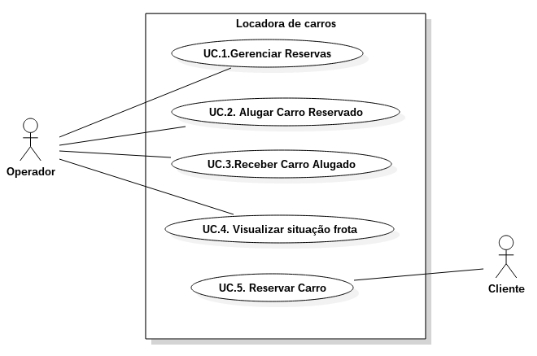 Locadora de carros
UC.1.Gerenciar Reservas
UC.2. Alugar Carro Reservado
UC.3.Receber Carro Alugado
Operador
UC.4. Visualizar situação frota
UC.5. Reservar Carro
Cliente